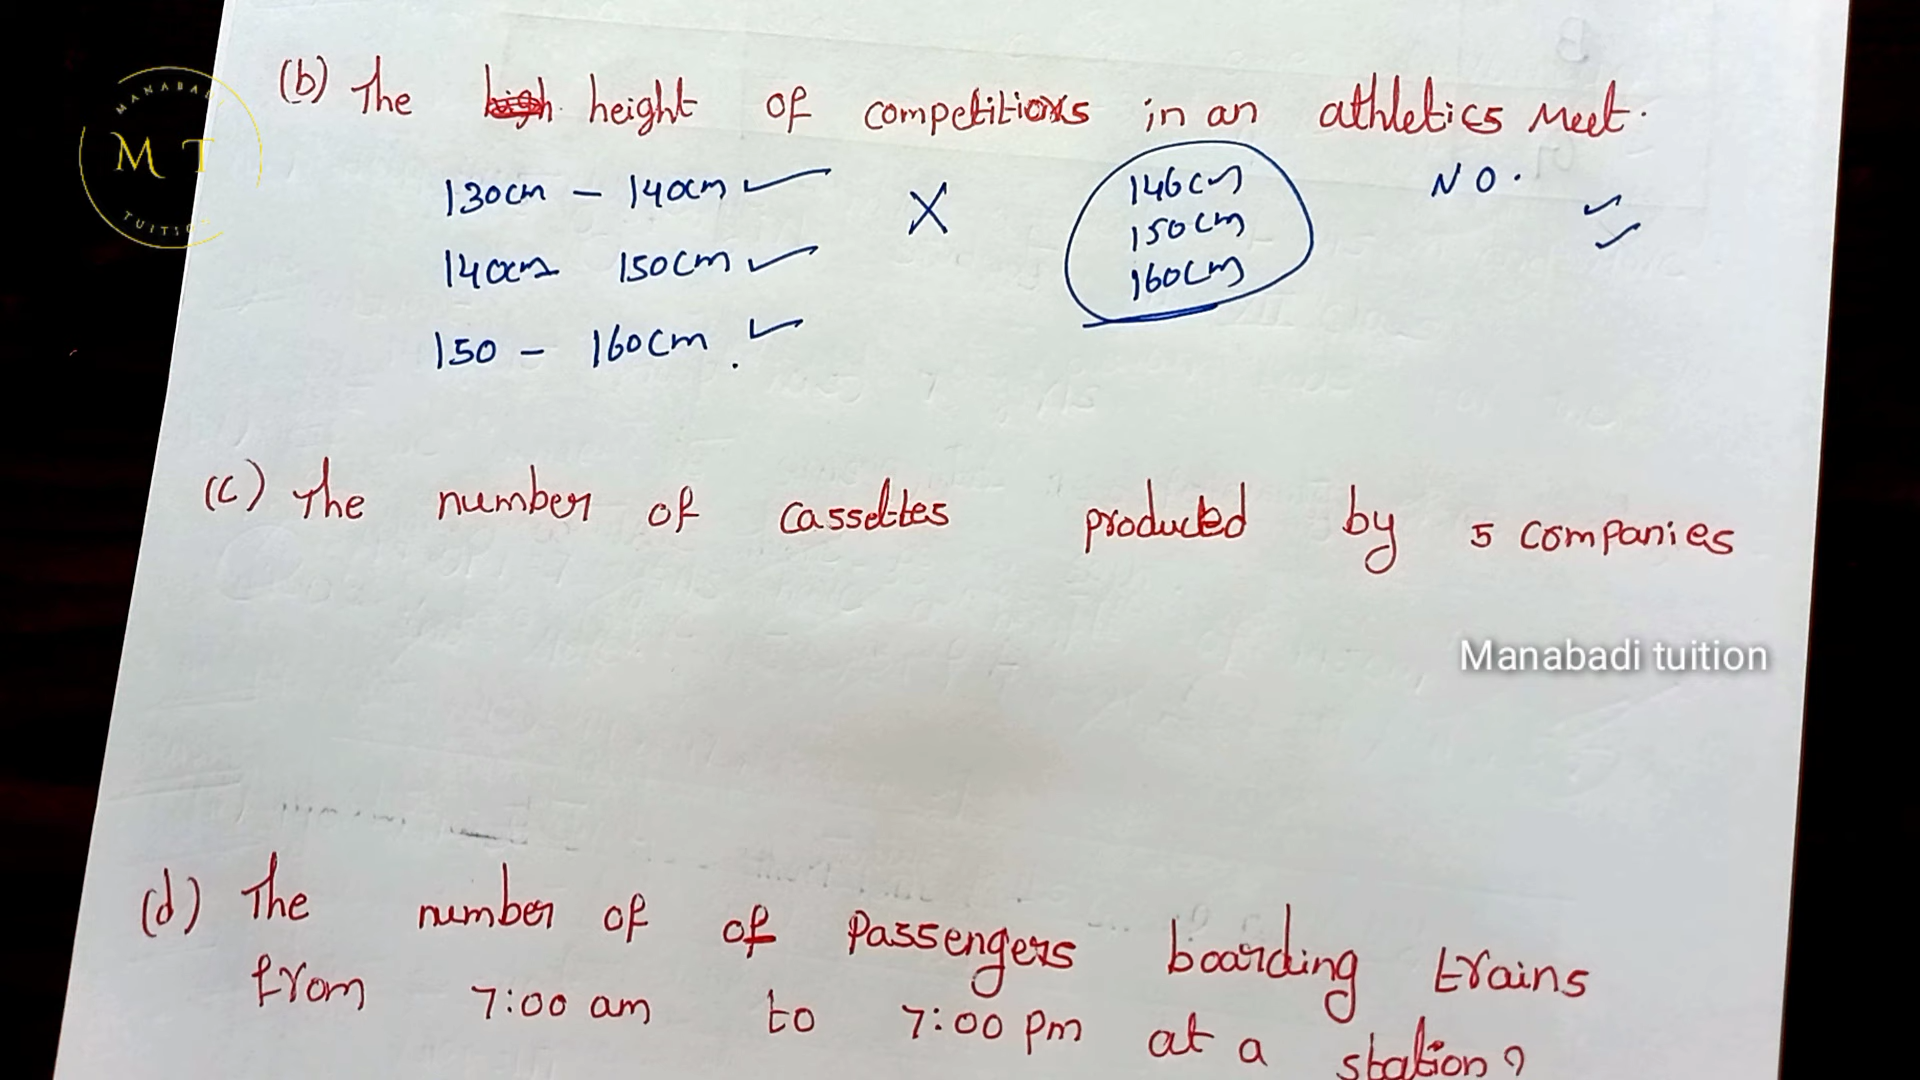 MANABADI
M T
TUITION
(b) The height of competitions in an athletics Meet.
130cm - 140cm ✓ X 146cm NO. ✓
150cm ✓
140cm 150cm ✓ 160cm
150 - 160cm. ✓
(c) The number of cassettes produced by 5 companies
Manabadi tuition
(d) The number of of Passengers boarding trains
from 7:00 am to 7:00 pm at a station?